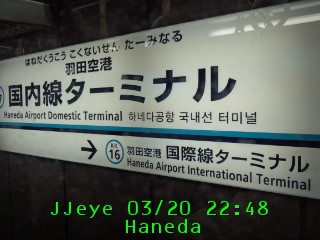 はねだくうこう こくないせん たーみなる
羽田空港
国内線ターミナル
Haneda Airport Domestic Terminal 하네다공항 국내선 터미널
KK 16 羽田空港 国際線ターミナル
Haneda Airport International Terminal
JJeye 03/20 22:48
Haneda